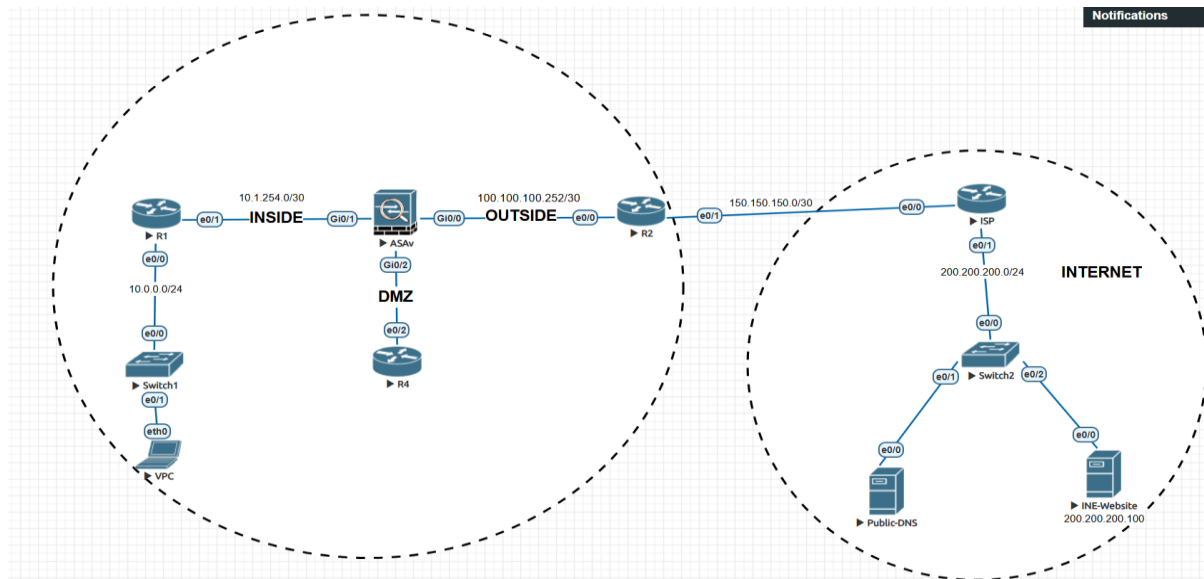 Notifications
10.1.254.0/30
100.100.100.252/30
150.150.150.0/30
e0/1
INSIDE
Gi0/1
Gi0/0
OUTSIDE
e0/0
e0/1
e0/0
R1
ASAv
R2
ISP
e0/0
Gi0/2
e0/1
10.0.0.0/24
DMZ
200.200.200.0/24
INTERNET
e0/0
e0/2
e0/0
Switch1
R4
Switch2
e0/1
e0/1
e0/2
eth0
VPC
e0/0
e0/0
Public-DNS
INE-Website
200.200.200.100